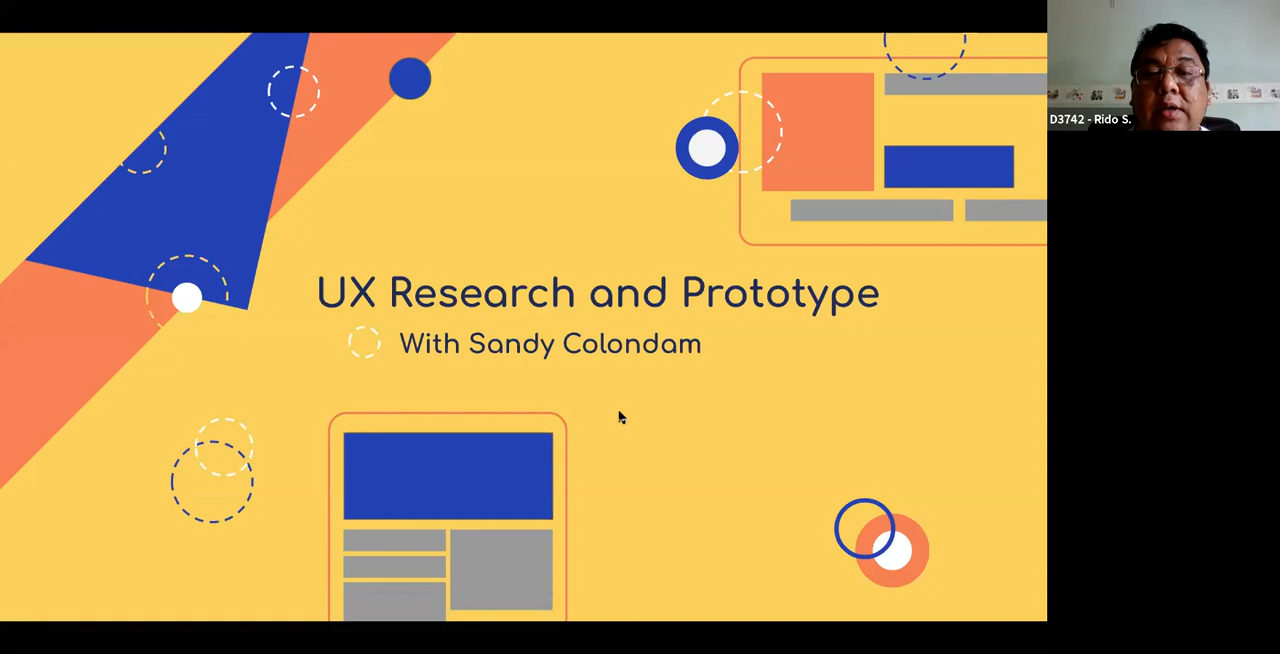 UX Research and Prototype
With Sandy Colondam
D3742 - Rido S.